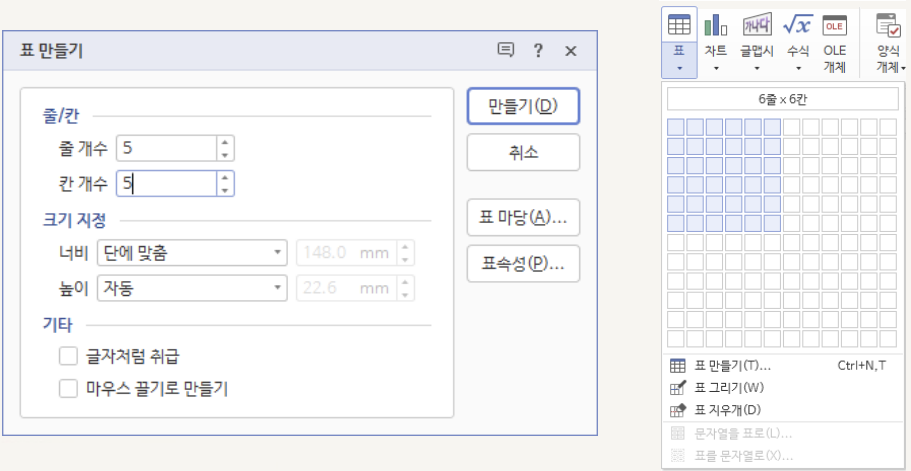 표 만들기
줄/칸
줄 개수 5
칸 개수 5
크기 지정
너비 단에 맞춤 148.0 mm
높이 자동 22.6 mm
기타
글자처럼 취급
마우스 끌기로 만들기
만들기(D)
취소
표 마당(A)...
표속성(P)...
표 차트 글맵시 수식 OLE 개체 양식 개체
가나다 √x OLE
6줄 x 6칸
표 만들기(T)... Ctrl+N,T
표 그리기(W)
표 지우개(D)
문자열을 표로(L)...
표를 문자열로(X)...